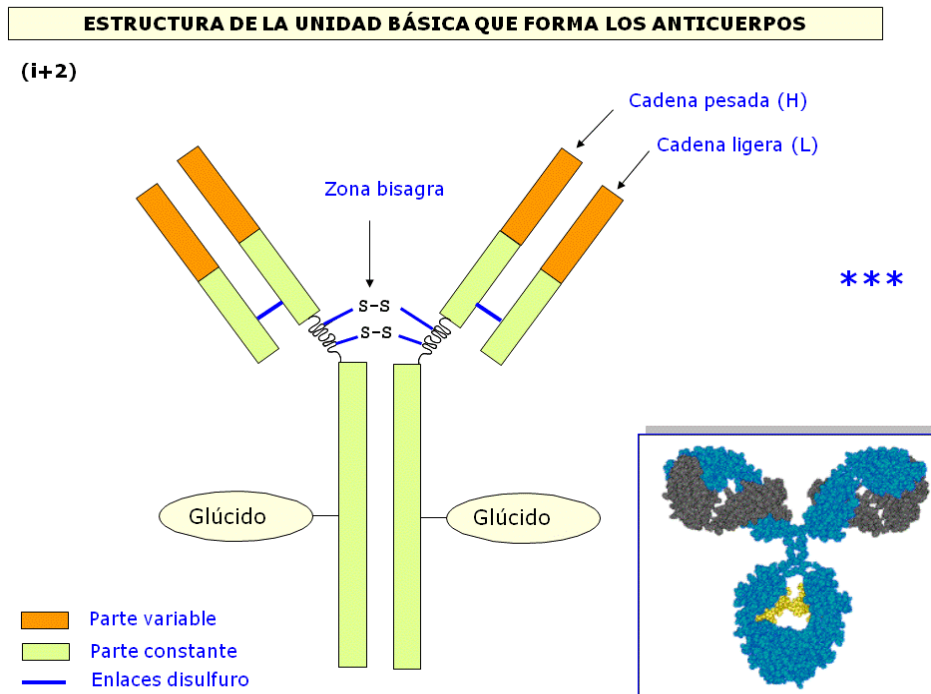 ESTRUCTURA DE LA UNIDAD BÁSICA QUE FORMA LOS ANTICUERPOS
(i+2)
Cadena pesada (H)
Cadena ligera (L)
Zona bisagra
***
S-S
S-S
Glúcido
Glúcido
Parte variable
Parte constante
Enlaces disulfuro